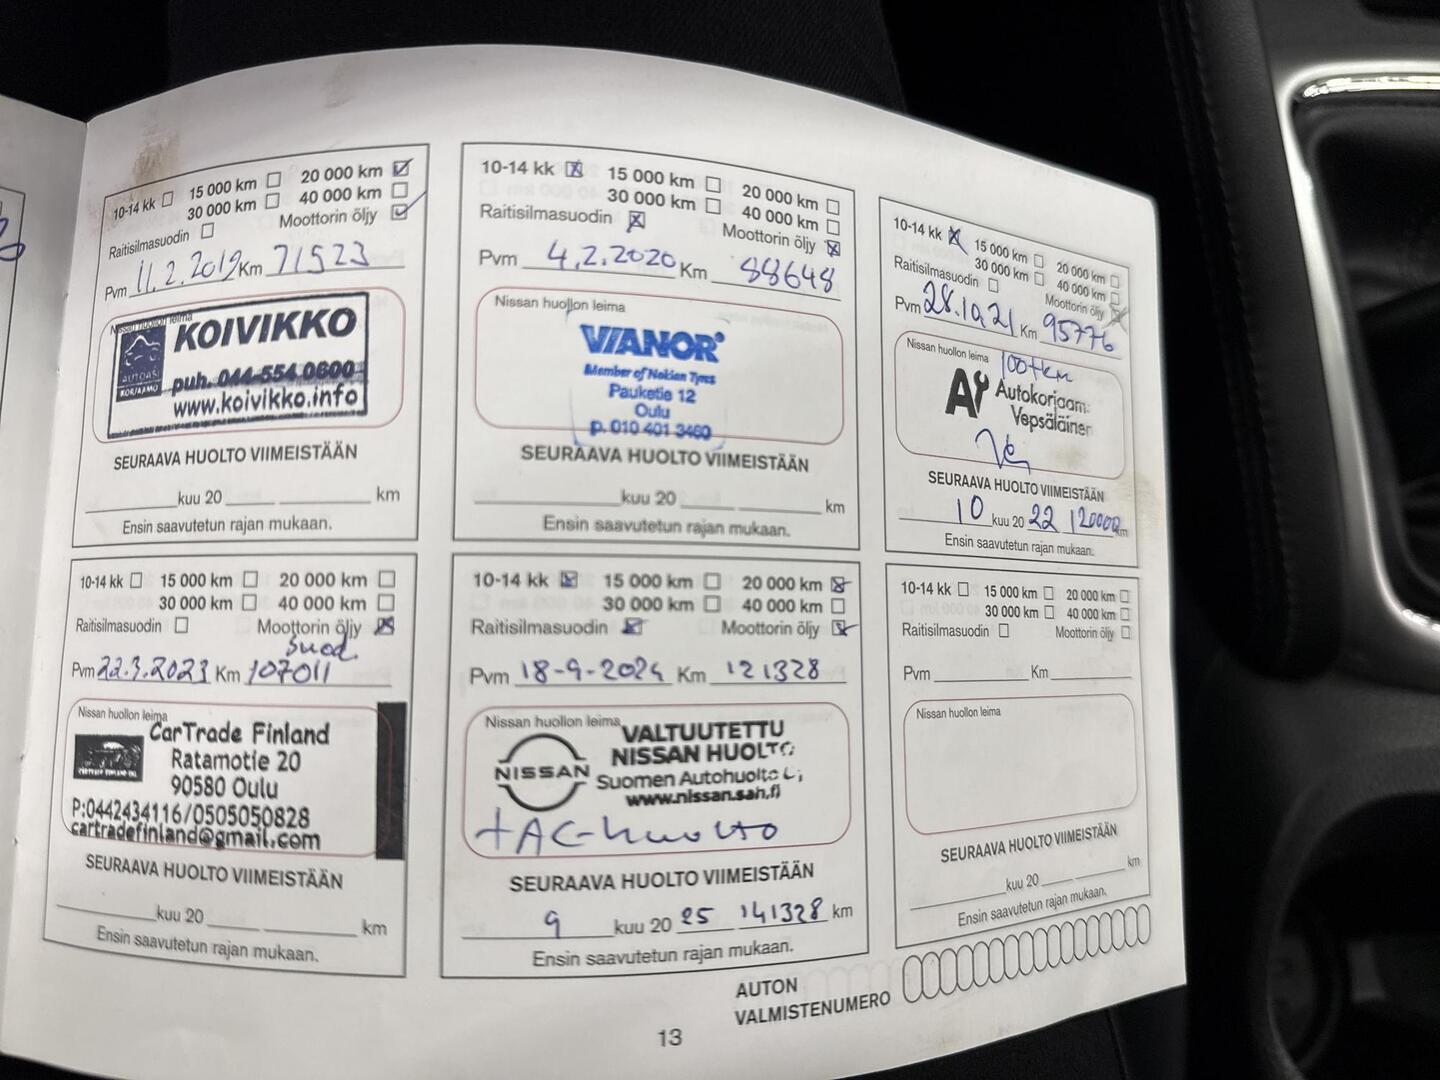 10-14 kk 15 000 km 20 000 km
30 000 km 40 000 km
Raitisilmasuodin Moottorin öljy
Pvm 11.2.2019 Km 71523
Nissan huollon leima
KOIVIKKO
AUTOASI
KORJAAMO
puh. 044-554 0600
www.koivikko.info
SEURAAVA HUOLTO VIIMEISTÄÄN
kuu 20 km
Ensin saavutetun rajan mukaan.
10-14 kk 15 000 km 20 000 km
30 000 km 40 000 km
Raitisilmasuodin Moottorin öljy
Pvm 4.2.2020 Km 88648
Nissan huollon leima
VIANOR
Member of Nokian Tyres
Pauketie 12
Oulu
p. 010 401 3460
SEURAAVA HUOLTO VIIMEISTÄÄN
kuu 20 km
Ensin saavutetun rajan mukaan.
10-14 kk 15 000 km 20 000 km
30 000 km 40 000 km
Raitisilmasuodin Moottorin öljy
Pvm 28.10.21 Km 95776
Nissan huollon leima 100tkm
Autokorjaam
Vepsäläinen
SEURAAVA HUOLTO VIIMEISTÄÄN
10 kuu 20 22 120000 km
Ensin saavutetun rajan mukaan.
10-14 kk 15 000 km 20 000 km
30 000 km 40 000 km
Raitisilmasuodin Moottorin öljy
suod.
Pvm 22.3.2023 Km 107011
Nissan huollon leima
CarTrade Finland
Ratamotie 20
90580 Oulu
P:0442434116/0505050828
cartradefinland@gmail.com
SEURAAVA HUOLTO VIIMEISTÄÄN
kuu 20 km
Ensin saavutetun rajan mukaan.
10-14 kk 15 000 km 20 000 km
30 000 km 40 000 km
Raitisilmasuodin Moottorin öljy
Pvm 18-9-2024 Km 121328
Nissan huollon leima
VALTUUTETTU
NISSAN HUOLTO
NISSAN
Suomen Autohuolto
www.nissan.sah.fi
+AC-huolto
SEURAAVA HUOLTO VIIMEISTÄÄN
9 kuu 20 25 141328 km
Ensin saavutetun rajan mukaan.
10-14 kk 15 000 km 20 000 km
30 000 km 40 000 km
Raitisilmasuodin Moottorin öljy
Pvm Km
Nissan huollon leima
SEURAAVA HUOLTO VIIMEISTÄÄN
kuu 20 km
Ensin saavutetun rajan mukaan.
AUTON
VALMISTENUMERO
13